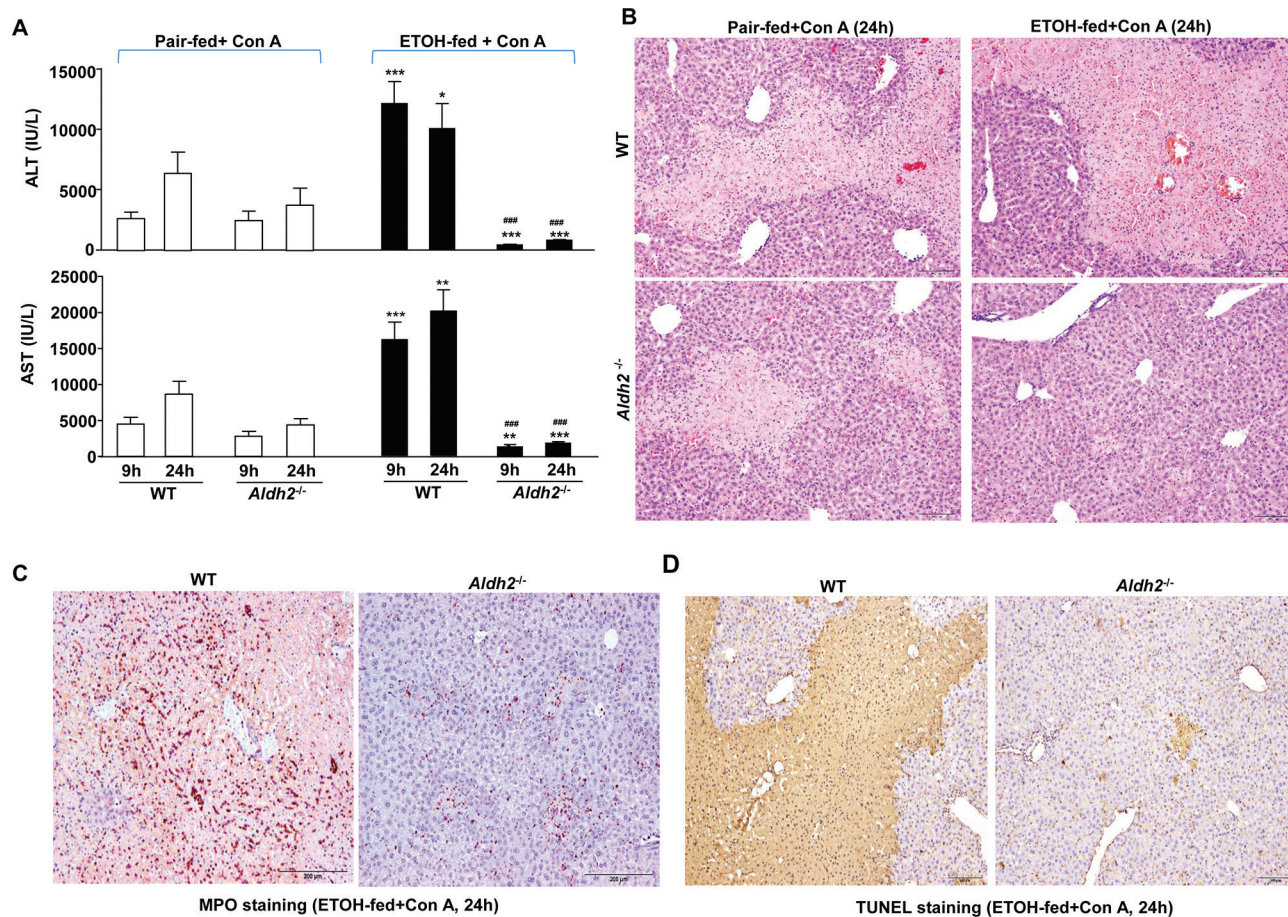 A
Pair-fed+ Con A
ETOH-fed + Con A
ALT (IU/L)
15000
10000
5000
0
***
*
###
***
###
***
AST (IU/L)
25000
20000
15000
10000
5000
0
***
**
###
**
###
***
9h 24h 9h 24h 9h 24h 9h 24h
WT Aldh2-/- WT Aldh2-/-
B
Pair-fed+Con A (24h)
ETOH-fed+Con A (24h)
WT
Aldh2 -/-
C
WT
Aldh2-/-
200 µm
200 µm
MPO staining (ETOH-fed+Con A, 24h)
D
WT
Aldh2-/-
TUNEL staining (ETOH-fed+Con A, 24h)